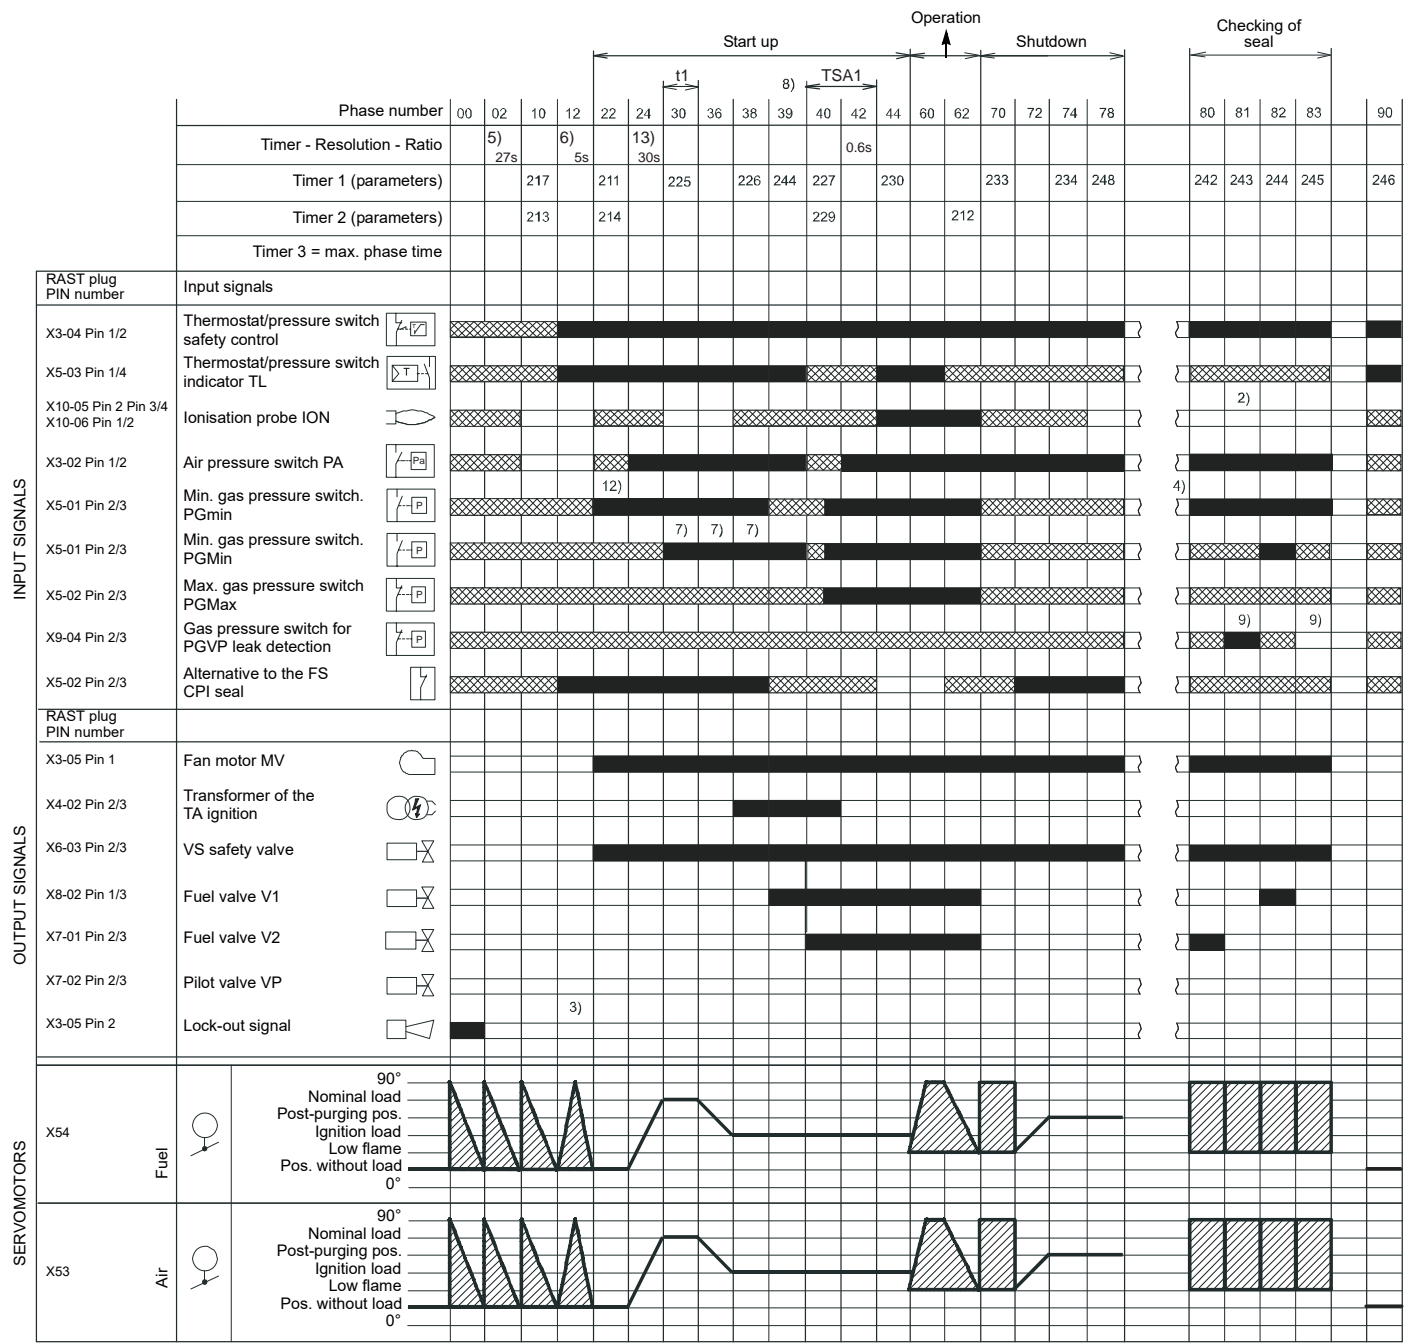 Operation
Start up
Shutdown
Checking of
seal
t1
8)
TSA1
Phase number 00 02 10 12 22 24 30 36 38 39 40 42 44 60 62 70 72 74 78 80 81 82 83 90
Timer - Resolution - Ratio 5) 27s 6) 5s 13) 30s 0.6s
Timer 1 (parameters) 217 211 225 226 244 227 230 233 234 248 242 243 244 245 246
Timer 2 (parameters) 213 214 229 212
Timer 3 = max. phase time
RAST plug
PIN number
Input signals
INPUT SIGNALS
X3-04 Pin 1/2
Thermostat/pressure switch
safety control
X5-03 Pin 1/4
Thermostat/pressure switch
indicator TL
T
2)
X10-05 Pin 2 Pin 3/4
X10-06 Pin 1/2
Ionisation probe ION
X3-02 Pin 1/2
Air pressure switch PA
Pa
12)
4)
X5-01 Pin 2/3
Min. gas pressure switch.
PGmin
P
7) 7) 7)
X5-01 Pin 2/3
Min. gas pressure switch.
PGMin
P
X5-02 Pin 2/3
Max. gas pressure switch
PGMax
P
9) 9)
X9-04 Pin 2/3
Gas pressure switch for
PGVP leak detection
P
X5-02 Pin 2/3
Alternative to the FS
CPI seal
RAST plug
PIN number
OUTPUT SIGNALS
X3-05 Pin 1
Fan motor MV
X4-02 Pin 2/3
Transformer of the
TA ignition
X6-03 Pin 2/3
VS safety valve
X8-02 Pin 1/3
Fuel valve V1
X7-01 Pin 2/3
Fuel valve V2
X7-02 Pin 2/3
Pilot valve VP
3)
X3-05 Pin 2
Lock-out signal
SERVOMOTORS
X54
Fuel
90°
Nominal load
Post-purging pos.
Ignition load
Low flame
Pos. without load
0°
X53
Air
90°
Nominal load
Post-purging pos.
Ignition load
Low flame
Pos. without load
0°